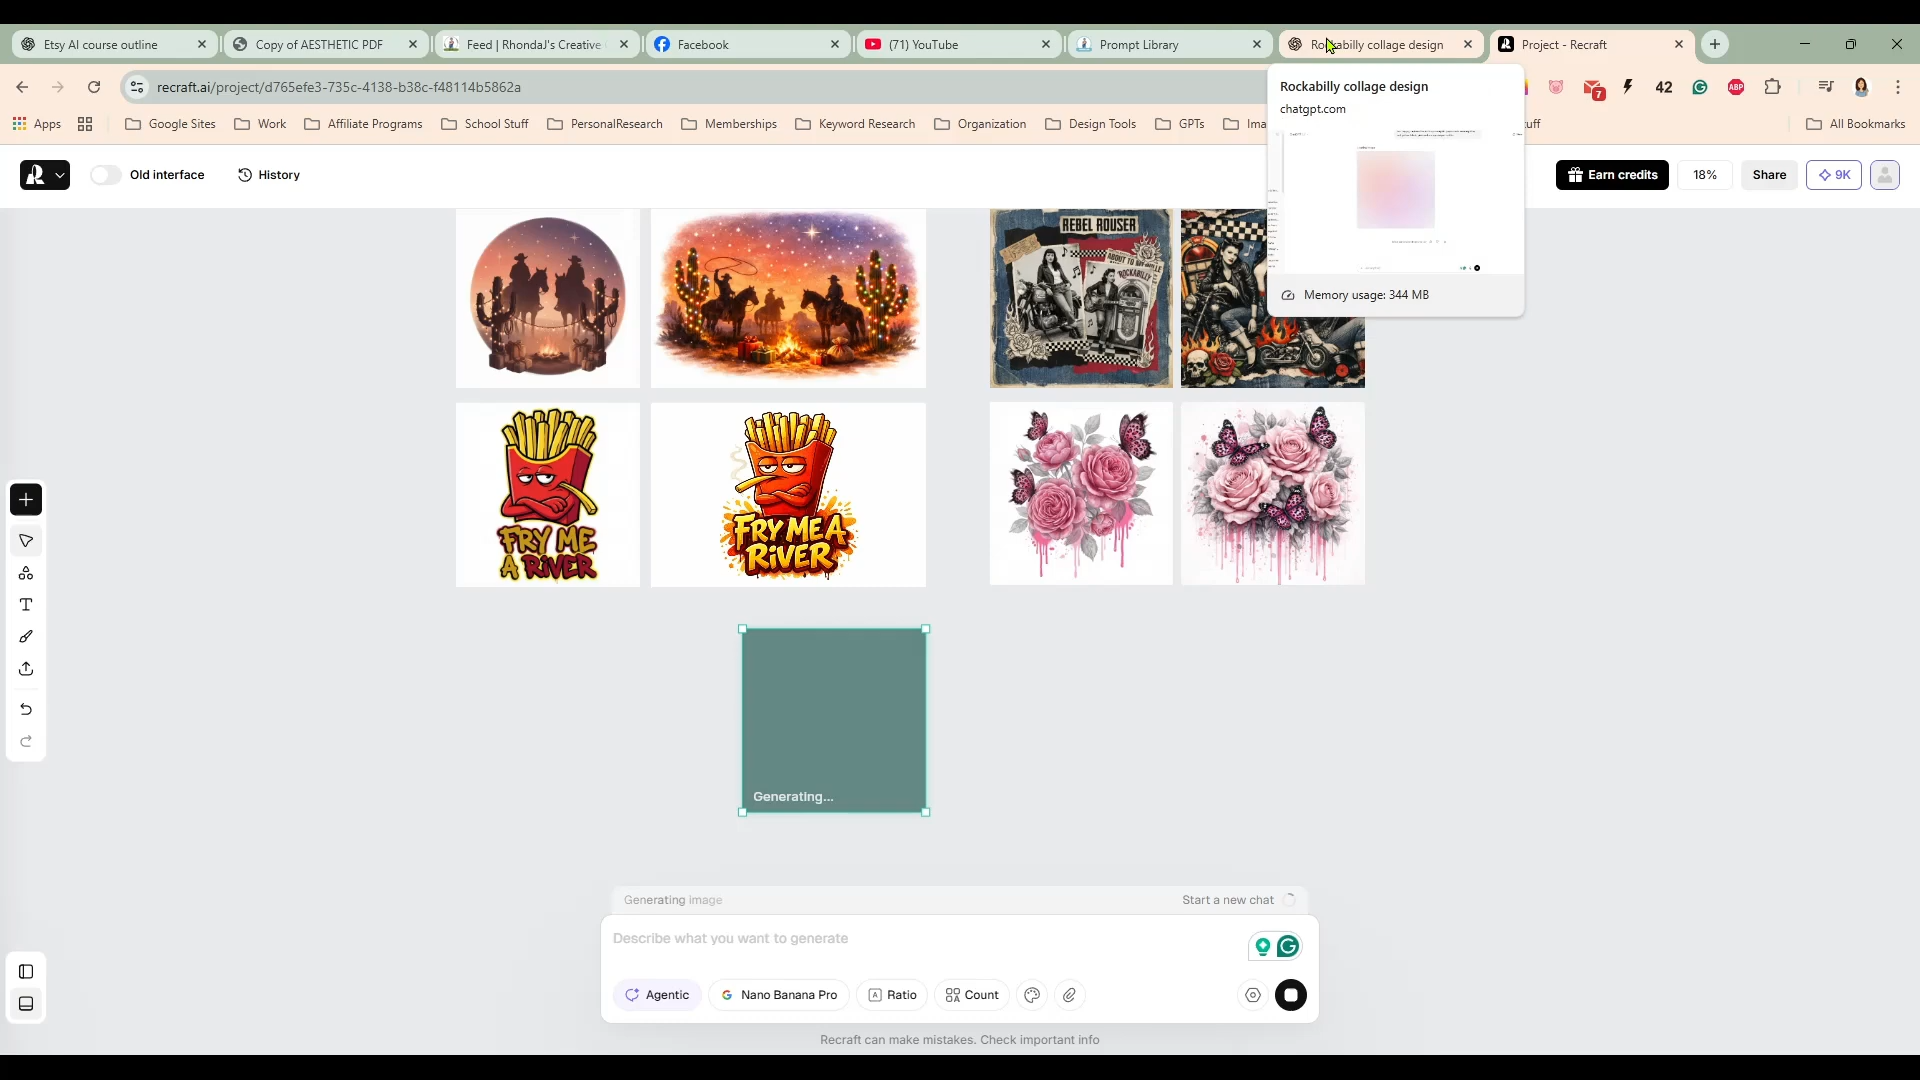 Etsy AI course outline
Copy of AESTHETIC PDF
Feed | RhondaJ's Creative
Facebook
(71) YouTube
Prompt Library
Rockabilly collage design
Project - Recraft
recraft.ai/project/d765efe3-735c-4138-b38c-f48114b5862a
7
42
ABP
Apps
Google Sites
Work
Affiliate Programs
School Stuff
PersonalResearch
Memberships
Keyword Research
Organization
Design Tools
GPTs
All Bookmarks
Rockabilly collage design
chatgpt.com
Memory usage: 344 MB
Old interface
History
Earn credits
18%
Share
9K
REBEL ROUSER
ROCKABILLY
FRY ME
A RIVER
FRY ME A
RIVER
Generating...
Generating image
Start a new chat
Describe what you want to generate
Agentic
Nano Banana Pro
Ratio
Count
Recraft can make mistakes. Check important info